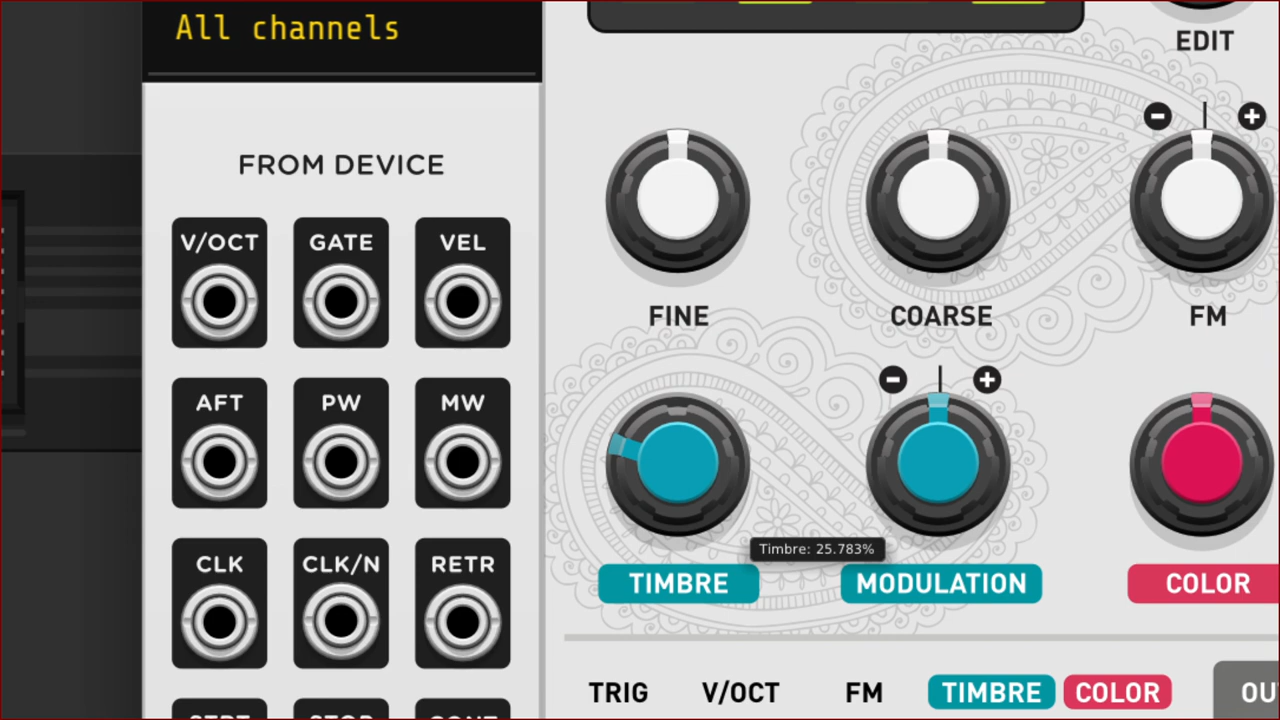 All channels
EDIT
FROM DEVICE
V/OCT GATE VEL
FINE COARSE FM
AFT PW MW
Timbre: 25.783%
CLK CLK/N RETR
TIMBRE MODULATION COLOR
TRIG V/OCT FM TIMBRE COLOR